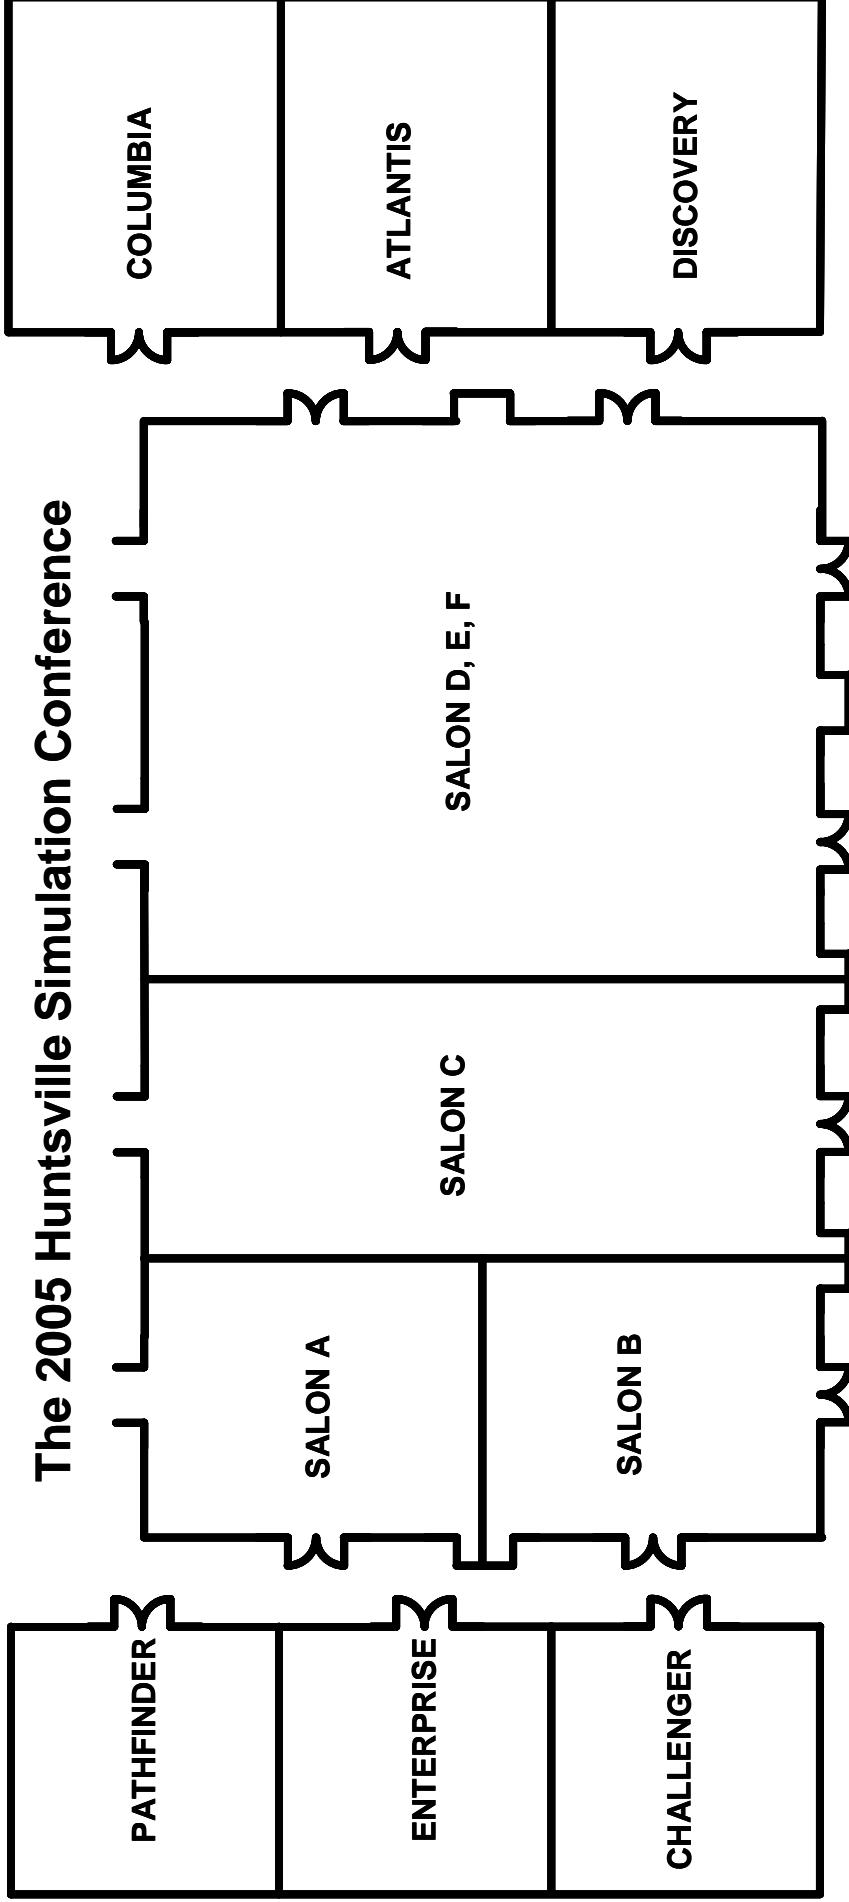 The 2005 Huntsville Simulation Conference
PATHFINDER
ENTERPRISE
CHALLENGER
SALON A
SALON B
SALON C
SALON D, E, F
COLUMBIA
ATLANTIS
DISCOVERY